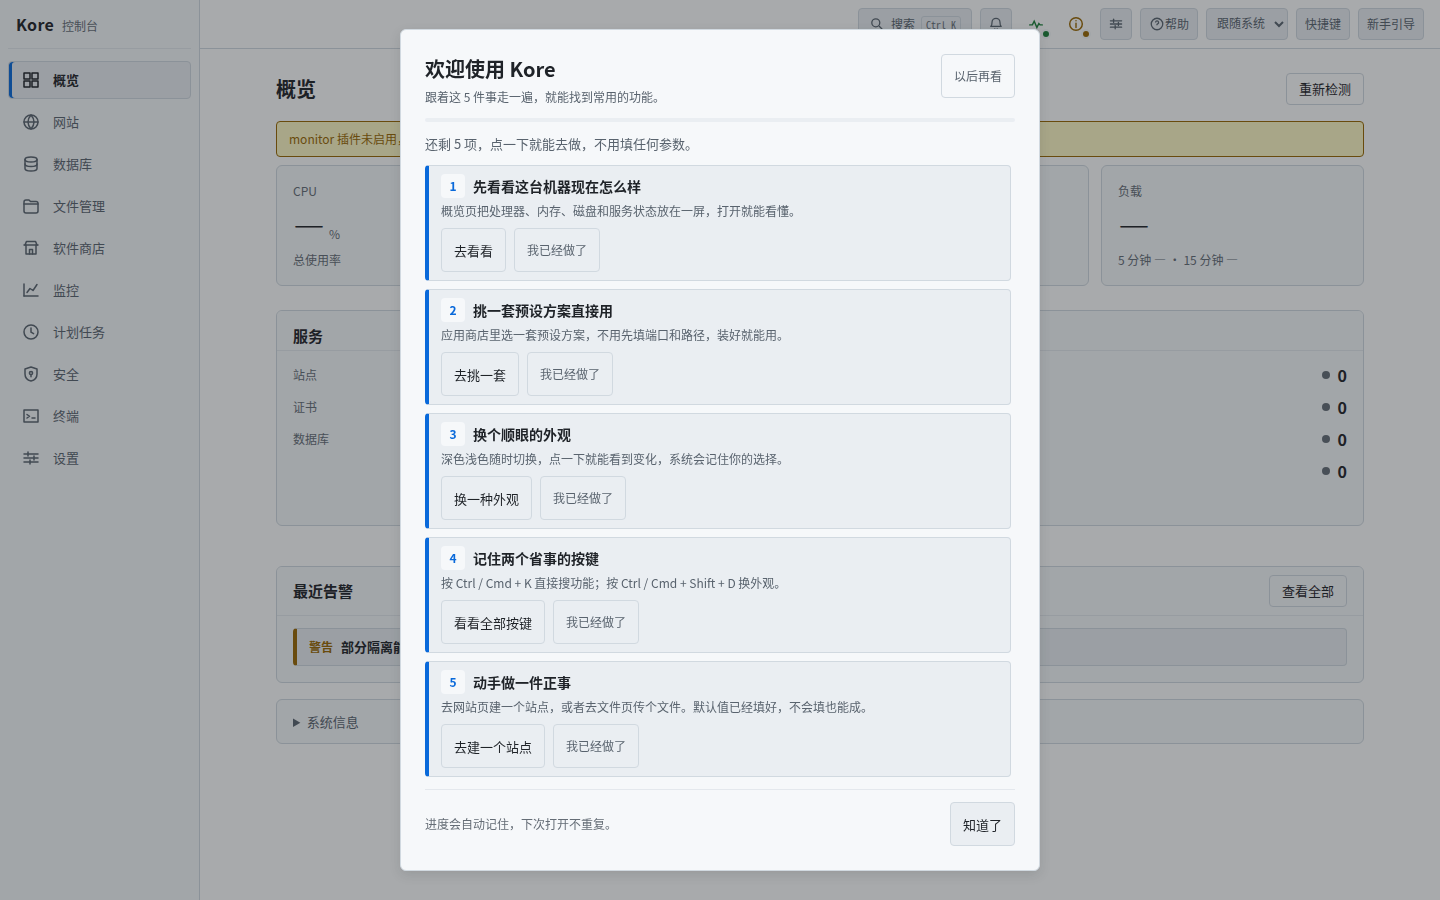 Kore 控制台
搜索 Ctrl K
帮助
跟随系统
快捷键
新手引导
概览
网站
数据库
文件管理
软件商店
监控
计划任务
安全
终端
设置
概览
重新检测
monitor 插件未启用
CPU
— %
总使用率
负载
—
5 分钟 — · 15 分钟 —
服务
站点
证书
数据库
0
0
0
0
最近告警
查看全部
警告 部分隔离
系统信息
欢迎使用 Kore
以后再看
跟着这 5 件事走一遍，就能找到常用的功能。
还剩 5 项，点一下就能去做，不用填任何参数。
1 先看看这台机器现在怎么样
概览页把处理器、内存、磁盘和服务状态放在一屏，打开就能看懂。
去看看 我已经做了
2 挑一套预设方案直接用
应用商店里选一套预设方案，不用先填端口和路径，装好就能用。
去挑一套 我已经做了
3 换个顺眼的外观
深色浅色随时切换，点一下就能看到变化，系统会记住你的选择。
换一种外观 我已经做了
4 记住两个省事的按键
按 Ctrl / Cmd + K 直接搜功能；按 Ctrl / Cmd + Shift + D 换外观。
看看全部按键 我已经做了
5 动手做一件正事
去网站页建一个站点，或者去文件页传个文件。默认值已经填好，不会填也能成。
去建一个站点 我已经做了
进度会自动记住，下次打开不重复。
知道了